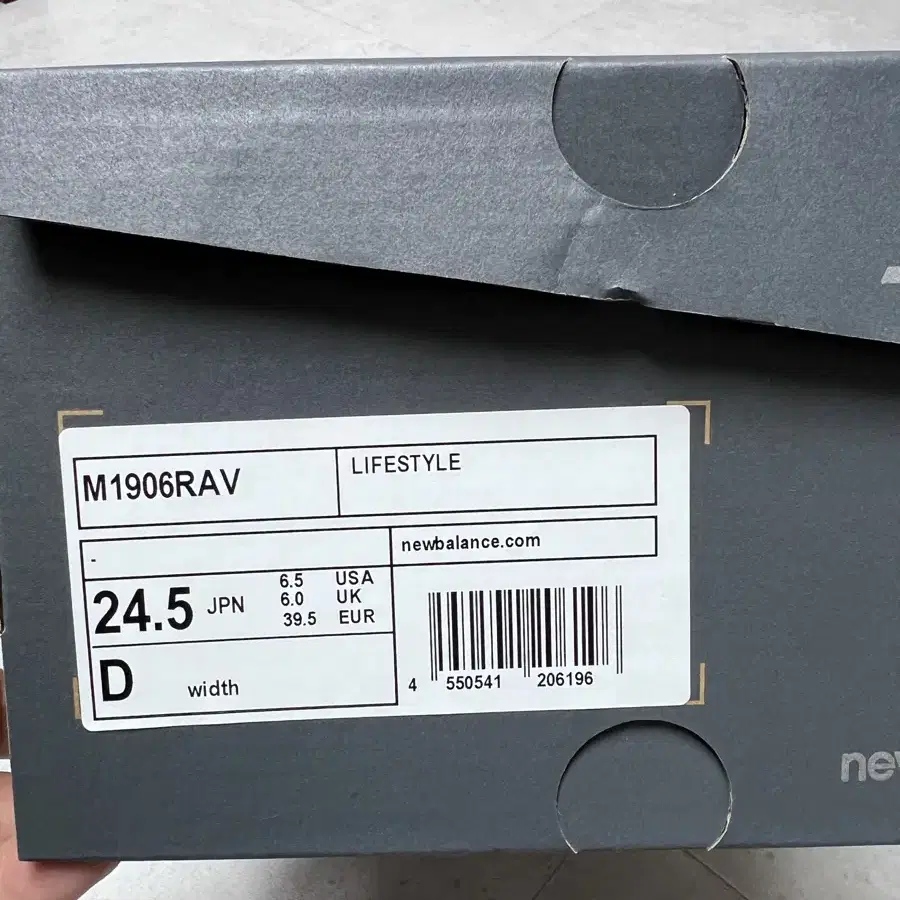 M1906RAV
LIFESTYLE
-
newbalance.com
24.5 JPN
6.5 USA
6.0 UK
39.5 EUR
D width
4 550541 206196